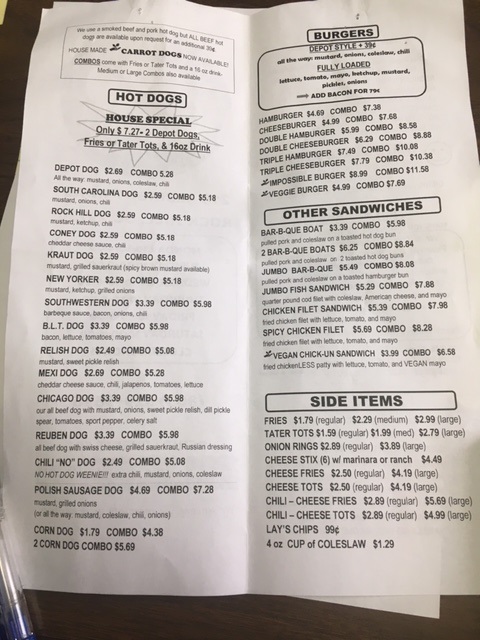 We use a smoked beef and pork hot dog but ALL BEEF hot
dogs are available upon request for an additional 39¢
HOUSE MADE CARROT DOGS NOW AVAILABLE!
COMBOS come with Fries or Tater Tots and a 16 oz drink.
Medium or Large Combos also available
HOT DOGS
HOUSE SPECIAL
Only $ 7.27- 2 Depot Dogs,
Fries or Tater Tots, & 16oz Drink
DEPOT DOG $2.69 COMBO 5.28
All the way: mustard, onions, coleslaw, chili
SOUTH CAROLINA DOG $2.59 COMBO $5.18
mustard, onions, chili
ROCK HILL DOG $2.59 COMBO $5.18
mustard, ketchup, chili
CONEY DOG $2.59 COMBO $5.18
cheddar cheese sauce, chili
KRAUT DOG $2.59 COMBO $5.18
mustard, grilled sauerkraut (spicy brown mustard available)
NEW YORKER $2.59 COMBO $5.18
mustard, ketchup, grilled onions
SOUTHWESTERN DOG $3.39 COMBO $5.98
barbeque sauce, bacon, onions, chili
B.L.T. DOG $3.39 COMBO $5.98
bacon, lettuce, tomatoes, mayo
RELISH DOG $2.49 COMBO $5.08
mustard, sweet pickle relish
MEXI DOG $2.69 COMBO $5.28
cheddar cheese sauce, chili, jalapenos, tomatoes, lettuce
CHICAGO DOG $3.39 COMBO $5.98
our all beef dog with mustard, onions, sweet pickle relish, dill pickle
spear, tomatoes, sport pepper, celery salt
REUBEN DOG $3.39 COMBO $5.98
all beef dog with swiss cheese, grilled sauerkraut, Russian dressing
CHILI “NO” DOG $2.49 COMBO $5.08
NO HOT DOG WEENIE!!! extra chili, mustard, onions, coleslaw
POLISH SAUSAGE DOG $4.69 COMBO $7.28
mustard, grilled onions
(or all the way: mustard, coleslaw, chili, onions)
CORN DOG $1.79 COMBO $4.38
2 CORN DOG COMBO $5.69
BURGERS
DEPOT STYLE + 39¢
all the way: mustard, onions, coleslaw, chili
FULLY LOADED
lettuce, tomato, mayo, ketchup, mustard,
pickles, onions
ADD BACON FOR 79¢
HAMBURGER $4.69 COMBO $7.38
CHEESEBURGER $4.99 COMBO $7.68
DOUBLE HAMBURGER $5.99 COMBO $8.58
DOUBLE CHEESEBURGER $6.29 COMBO $8.88
TRIPLE HAMBURGER $7.49 COMBO $10.08
TRIPLE CHEESEBURGER $7.79 COMBO $10.38
IMPOSSIBLE BURGER $8.99 COMBO $11.58
VEGGIE BURGER $4.99 COMBO $7.69
OTHER SANDWICHES
BAR-B-QUE BOAT $3.39 COMBO $5.98
pulled pork and coleslaw on a toasted hot dog bun
2 BAR-B-QUE BOATS $6.25 COMBO $8.84
pulled pork and coleslaw on 2 toasted hot dog buns
JUMBO BAR-B-QUE $5.49 COMBO $8.08
pulled pork and coleslaw on a toasted hamburger bun
JUMBO FISH SANDWICH $5.29 COMBO $7.88
quarter pound cod filet with coleslaw, American cheese, and mayo
CHICKEN FILET SANDWICH $5.39 COMBO $7.98
fried chicken filet with lettuce, tomato, and mayo
SPICY CHICKEN FILET $5.69 COMBO $8.28
fried chicken filet with lettuce, tomato, and mayo
VEGAN CHICK-UN SANDWICH $3.99 COMBO $6.58
fried chickenLESS patty with lettuce, tomato, and VEGAN mayo
SIDE ITEMS
FRIES $1.79 (regular) $2.29 (medium) $2.99 (large)
TATER TOTS $1.59 (regular) $1.99 (med) $2.79 (large)
ONION RINGS $2.89 (regular) $3.89 (large)
CHEESE STIX (6) w/ marinara or ranch $4.49
CHEESE FRIES $2.50 (regular) $4.19 (large)
CHEESE TOTS $2.50 (regular) $4.19 (large)
CHILI – CHEESE FRIES $2.89 (regular) $5.69 (large)
CHILI – CHEESE TOTS $2.89 (regular) $4.99 (large)
LAY'S CHIPS 99¢
4 oz CUP of COLESLAW $1.29